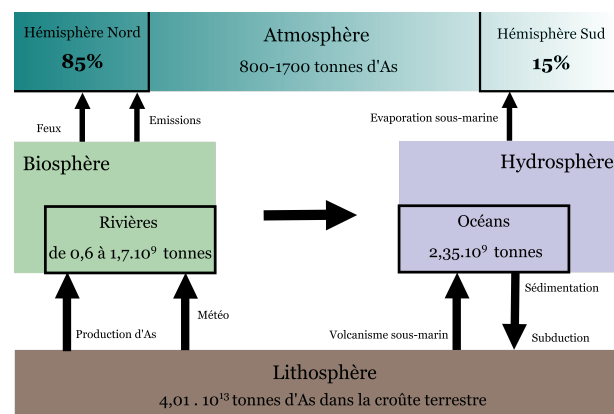 Hémisphère Nord
85%
Atmosphère
800-1700 tonnes d'As
Hémisphère Sud
15%
Feux
Emissions
Evaporation sous-marine
Biosphère
Hydrosphère
Rivières
de 0,6 à 1,7.10⁹ tonnes
Océans
2,35.10⁹ tonnes
Production d'As
Météo
Volcanisme sous-marin
Sédimentation
Subduction
Lithosphère
4,01 . 10¹³ tonnes d'As dans la croûte terrestre